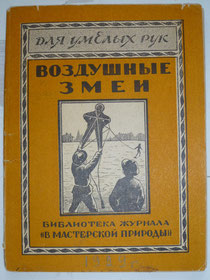 ДЛЯ УМЕЛЫХ РУК
ВОЗДУШНЫЕ
ЗМЕИ
БИБЛИОТЕКА ЖУРНАЛА
"В МАСТЕРСКОЙ ПРИРОДЫ"